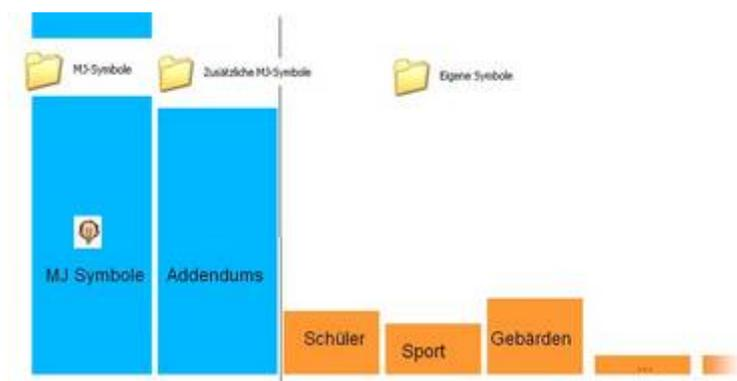 MJ-Symbole
Zusätzliche MJ-Symbole
Eigene Symbole
MJ Symbole
Addendums
Schüler
Sport
Gebärden
...